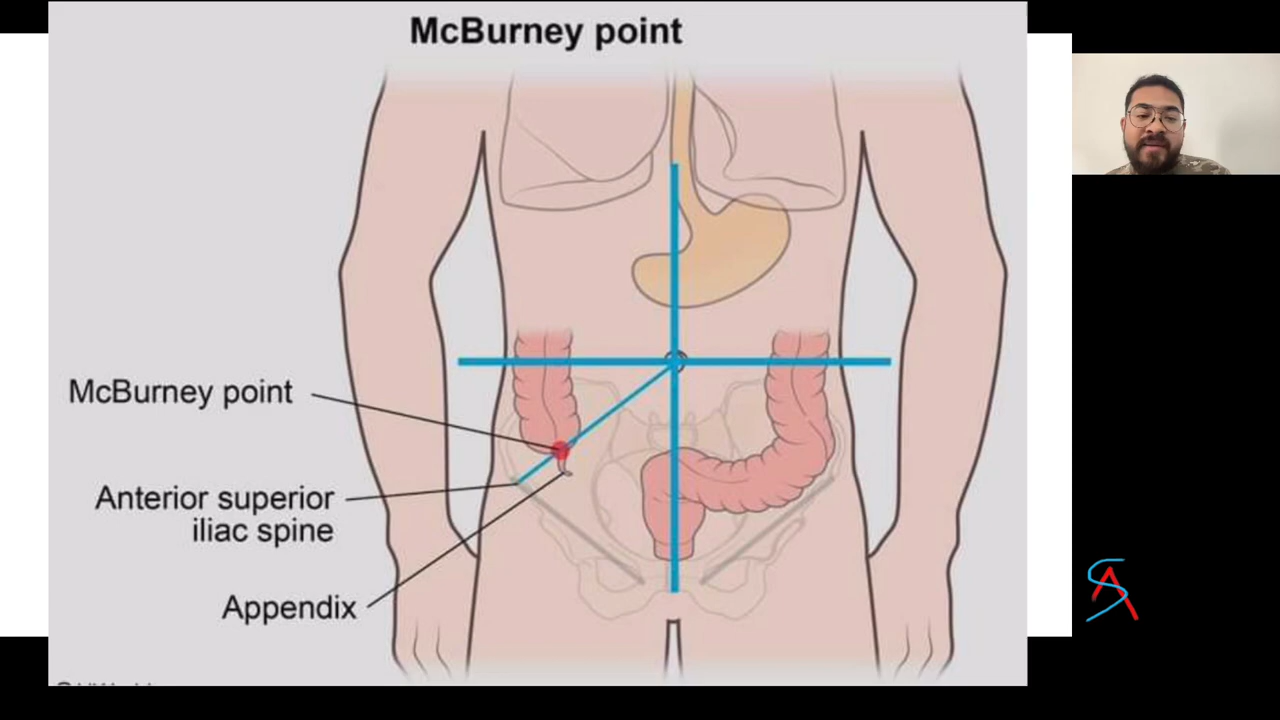 McBurney point
McBurney point
Anterior superior
iliac spine
Appendix